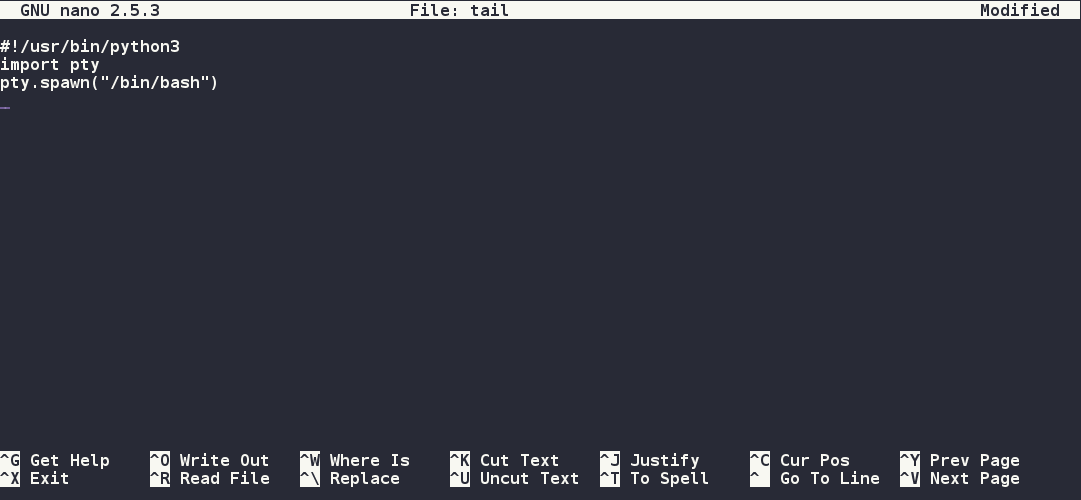 GNU nano 2.5.3 File: tail Modified
#!/usr/bin/python3
import pty
pty.spawn("/bin/bash")
^G Get Help ^O Write Out ^W Where Is ^K Cut Text ^J Justify ^C Cur Pos ^Y Prev Page
^X Exit ^R Read File ^\ Replace ^U Uncut Text ^T To Spell ^ Go To Line ^V Next Page